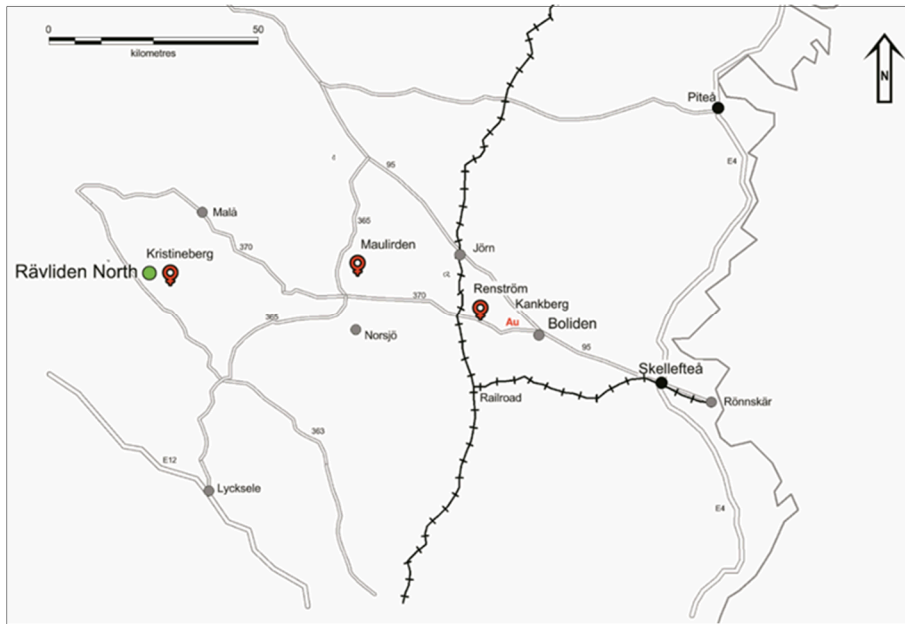 0
50
kilometres
N
Piteå
E4
95
Malå
365
Maulirden
Jörn
Kristineberg
370
Rävliden North
Renström
370
Kankberg
Au
365
Boliden
Norsjö
95
Skellefteå
Railroad
Rönnskär
363
E12
Lycksele
E4